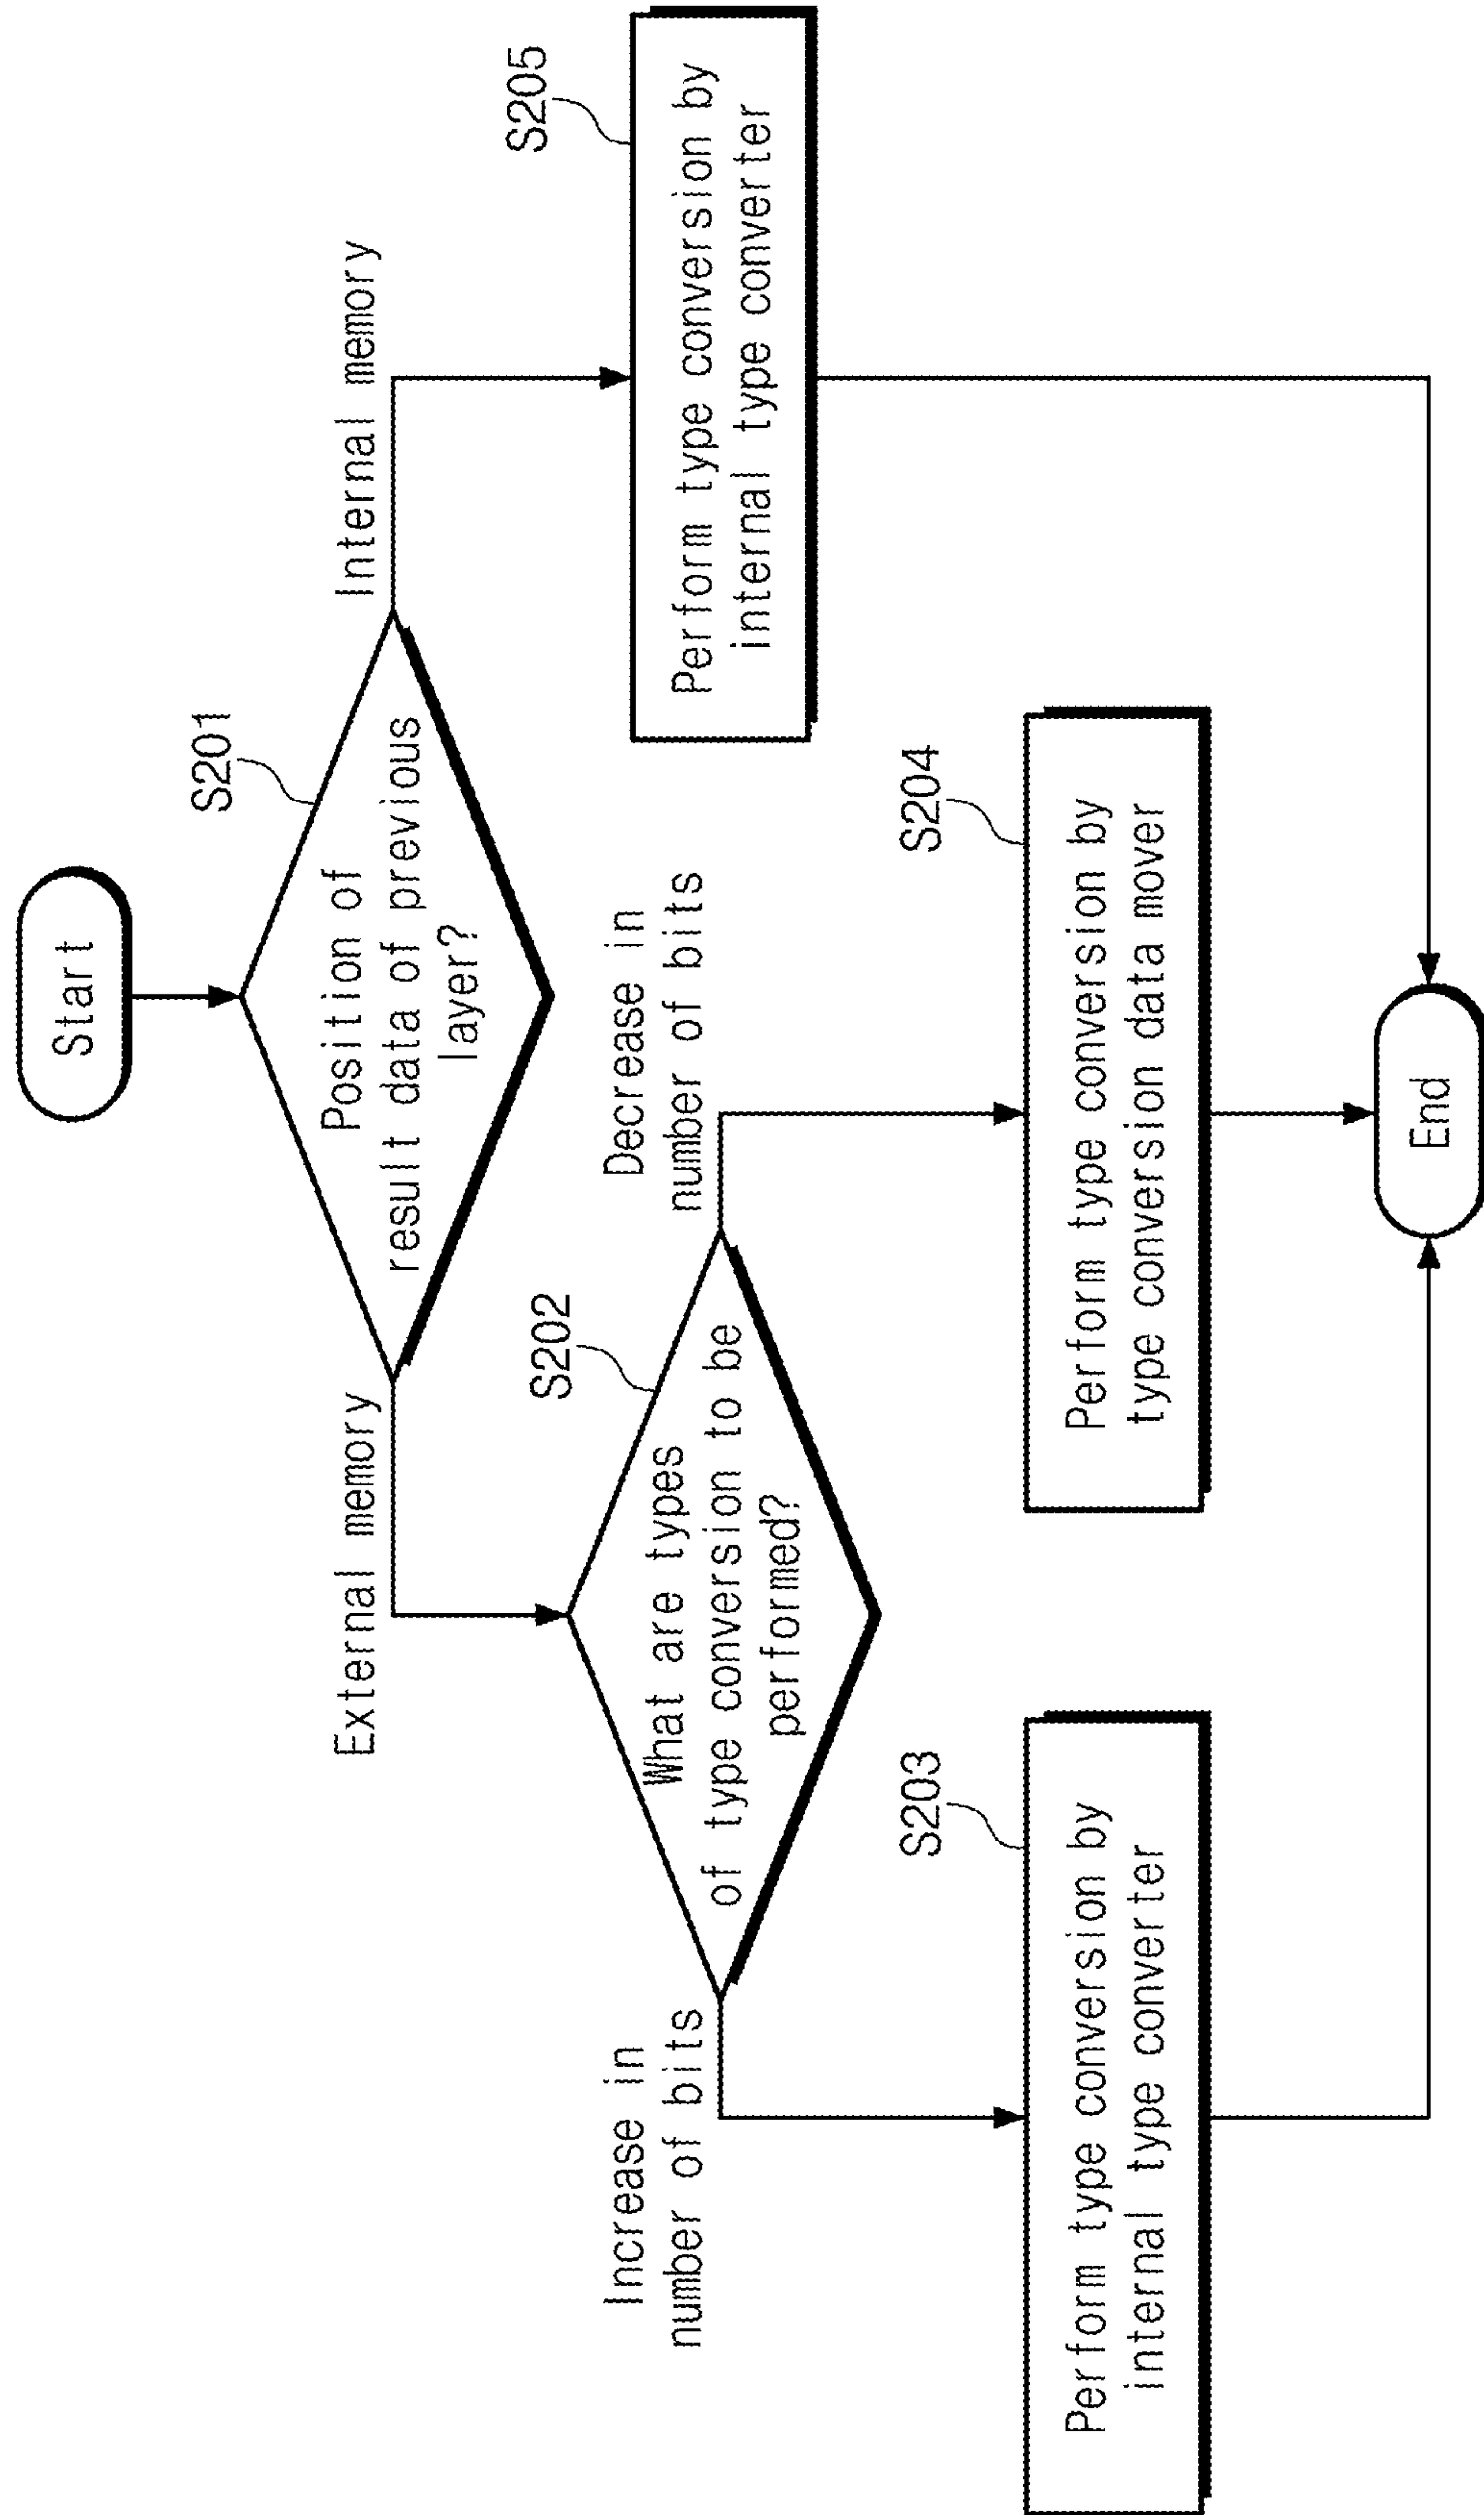 Start
S201
Position of
result data of previous
layer?
External memory
Internal memory
S202
What are types
of type conversion to be
performed?
S205
Perform type conversion by
internal type converter
Increase in
number of bits
Decrease in
number of bits
S203
Perform type conversion by
internal type converter
S204
Perform type conversion by
type conversion data mover
End